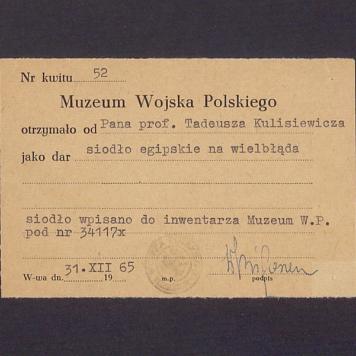 Nr kwitu 52
Muzeum Wojska Polskiego
otrzymało od Pana prof. Tadeusza Kulisiewicza
jako dar siodło egipskie na wielbłąda
siodło wpisano do inwentarza Muzeum W.P.
pod nr 34117x
W-wa dn. 31.XII 65 19
m.p. podpis